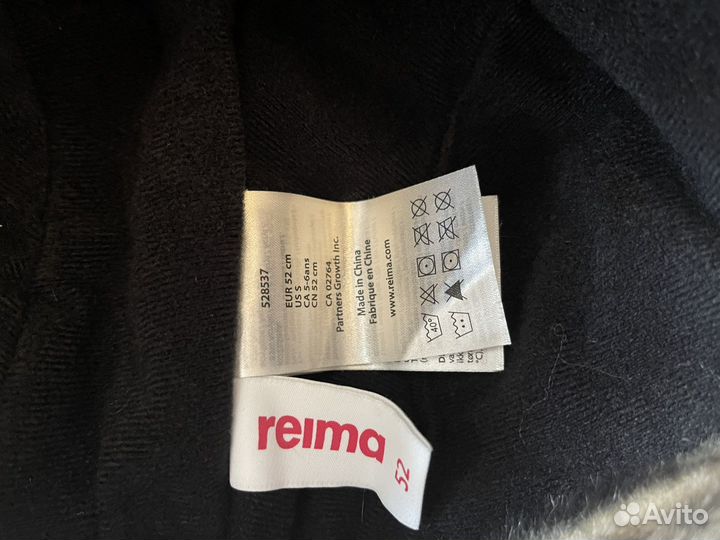 528537
EUR 52 cm
US S
CA 5-6ans
CN 52 cm
CA 02764
Partners Growth Inc.
Made in China
Fabrique en Chine
www.reima.com
40°
reima
52
Avito